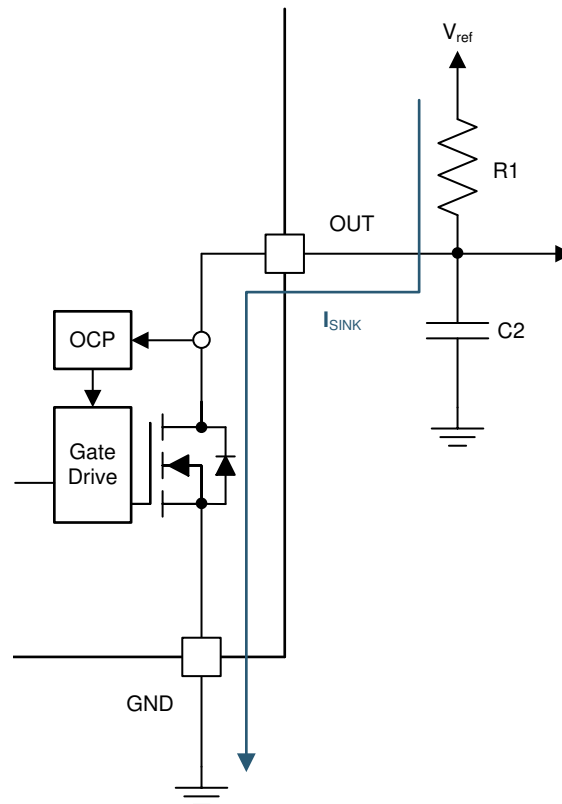 Vref
R1
OUT
ISINK
C2
OCP
Gate
Drive
GND